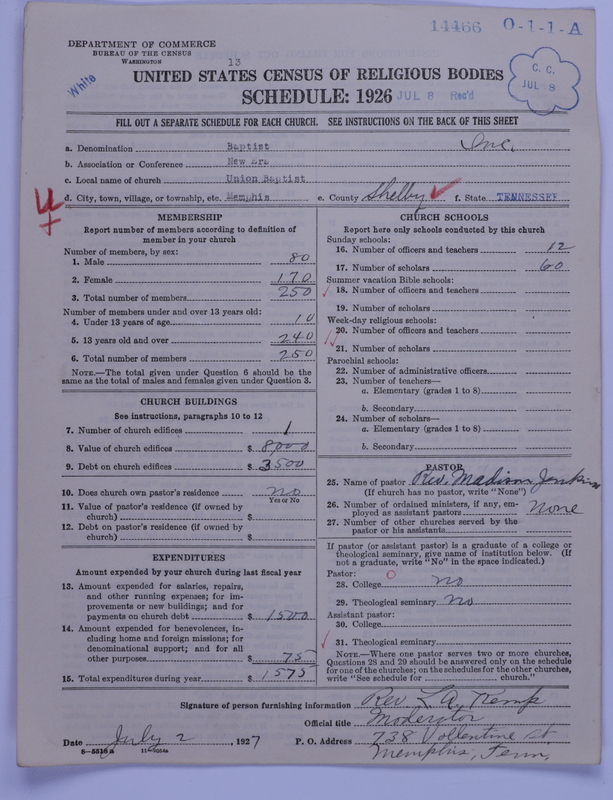 14466 O-1-1-A
DEPARTMENT OF COMMERCE
BUREAU OF THE CENSUS
WASHINGTON
White
13
UNITED STATES CENSUS OF RELIGIOUS BODIES
SCHEDULE: 1926 JUL 8 Rec'd
C. C.
JUL 8
FILL OUT A SEPARATE SCHEDULE FOR EACH CHURCH. SEE INSTRUCTIONS ON THE BACK OF THIS SHEET
a. Denomination Baptist Inc.
b. Association or Conference New Era
c. Local name of church Union Baptist
d. City, town, village, or township, etc. Memphis e. County Shelby f. State TENNESSEE
4
MEMBERSHIP
Report number of members according to definition of
member in your church
Number of members, by sex:
1. Male 80
2. Female 170
3. Total number of members 250
Number of members under and over 13 years old:
4. Under 13 years of age 10
5. 13 years old and over 240
6. Total number of members 250
NOTE.—The total given under Question 6 should be
same as the total of males and females given under Question 3.
CHURCH BUILDINGS
See instructions, paragraphs 10 to 12
7. Number of church edifices 1
8. Value of church edifices $ 8000
9. Debt on church edifices $ 3500
10. Does church own pastor's residence no
Yes or No
11. Value of pastor's residence (if owned by
church) $
12. Debt on pastor's residence (if owned by
church) $
EXPENDITURES
Amount expended by your church during last fiscal year
13. Amount expended for salaries, repairs,
and other running expenses; for im-
provements or new buildings; and for
payments on church debt $ 1500
14. Amount expended for benevolences, in-
cluding home and foreign missions; for
denominational support; and for all
other purposes $ 75
15. Total expenditures during year $ 1575
CHURCH SCHOOLS
Report here only schools conducted by this church
Sunday schools:
16. Number of officers and teachers 12
17. Number of scholars 60
Summer vacation Bible schools:
18. Number of officers and teachers
19. Number of scholars
Week-day religious schools:
20. Number of officers and teachers
21. Number of scholars
Parochial schools:
22. Number of administrative officers
23. Number of teachers—
a. Elementary (grades 1 to 8)
b. Secondary
24. Number of scholars—
a. Elementary (grades 1 to 8)
b. Secondary
PASTOR
25. Name of pastor Rev. Madison Jenkins
(If church has no pastor, write "None")
26. Number of ordained ministers, if any, em-
ployed as assistant pastors None
27. Number of other churches served by the
pastor or his assistants
If pastor (or assistant pastor) is a graduate of a college or
theological seminary, give name of institution below. (If
not a graduate, write "No" in the space indicated.)
Pastor:
28. College no
29. Theological seminary no
Assistant pastor:
30. College
31. Theological seminary
NOTE.—Where one pastor serves two or more churches,
Questions 28 and 29 should be answered only on the schedule
for one of the churches; on the schedules for the other churches,
write "See schedule for church."
Signature of person furnishing information Rev L. A. Kemp
Official title Moderator
Date July 2, 1927 P. O. Address 738 Vollentine st
8-5518a Memphis, Tenn.